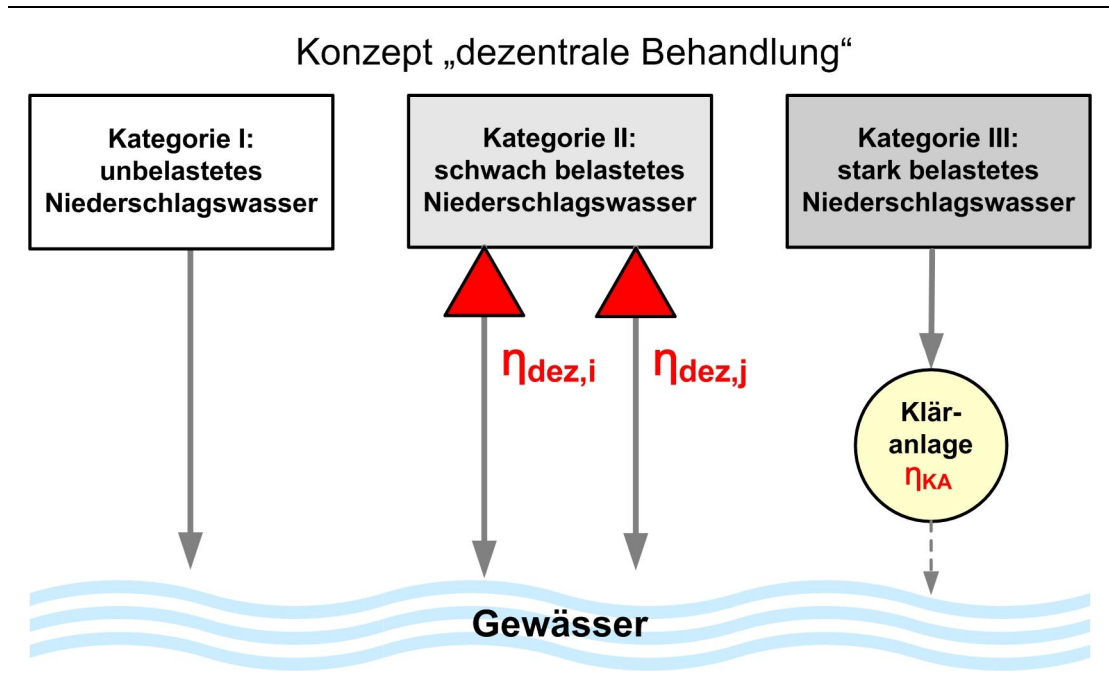 Konzept „dezentrale Behandlung“
Kategorie I:
unbelastetes
Niederschlagswasser
Kategorie II:
schwach belastetes
Niederschlagswasser
Kategorie III:
stark belastetes
Niederschlagswasser
ηdez,i
ηdez,j
Klär-
anlage
ηKA
Gewässer